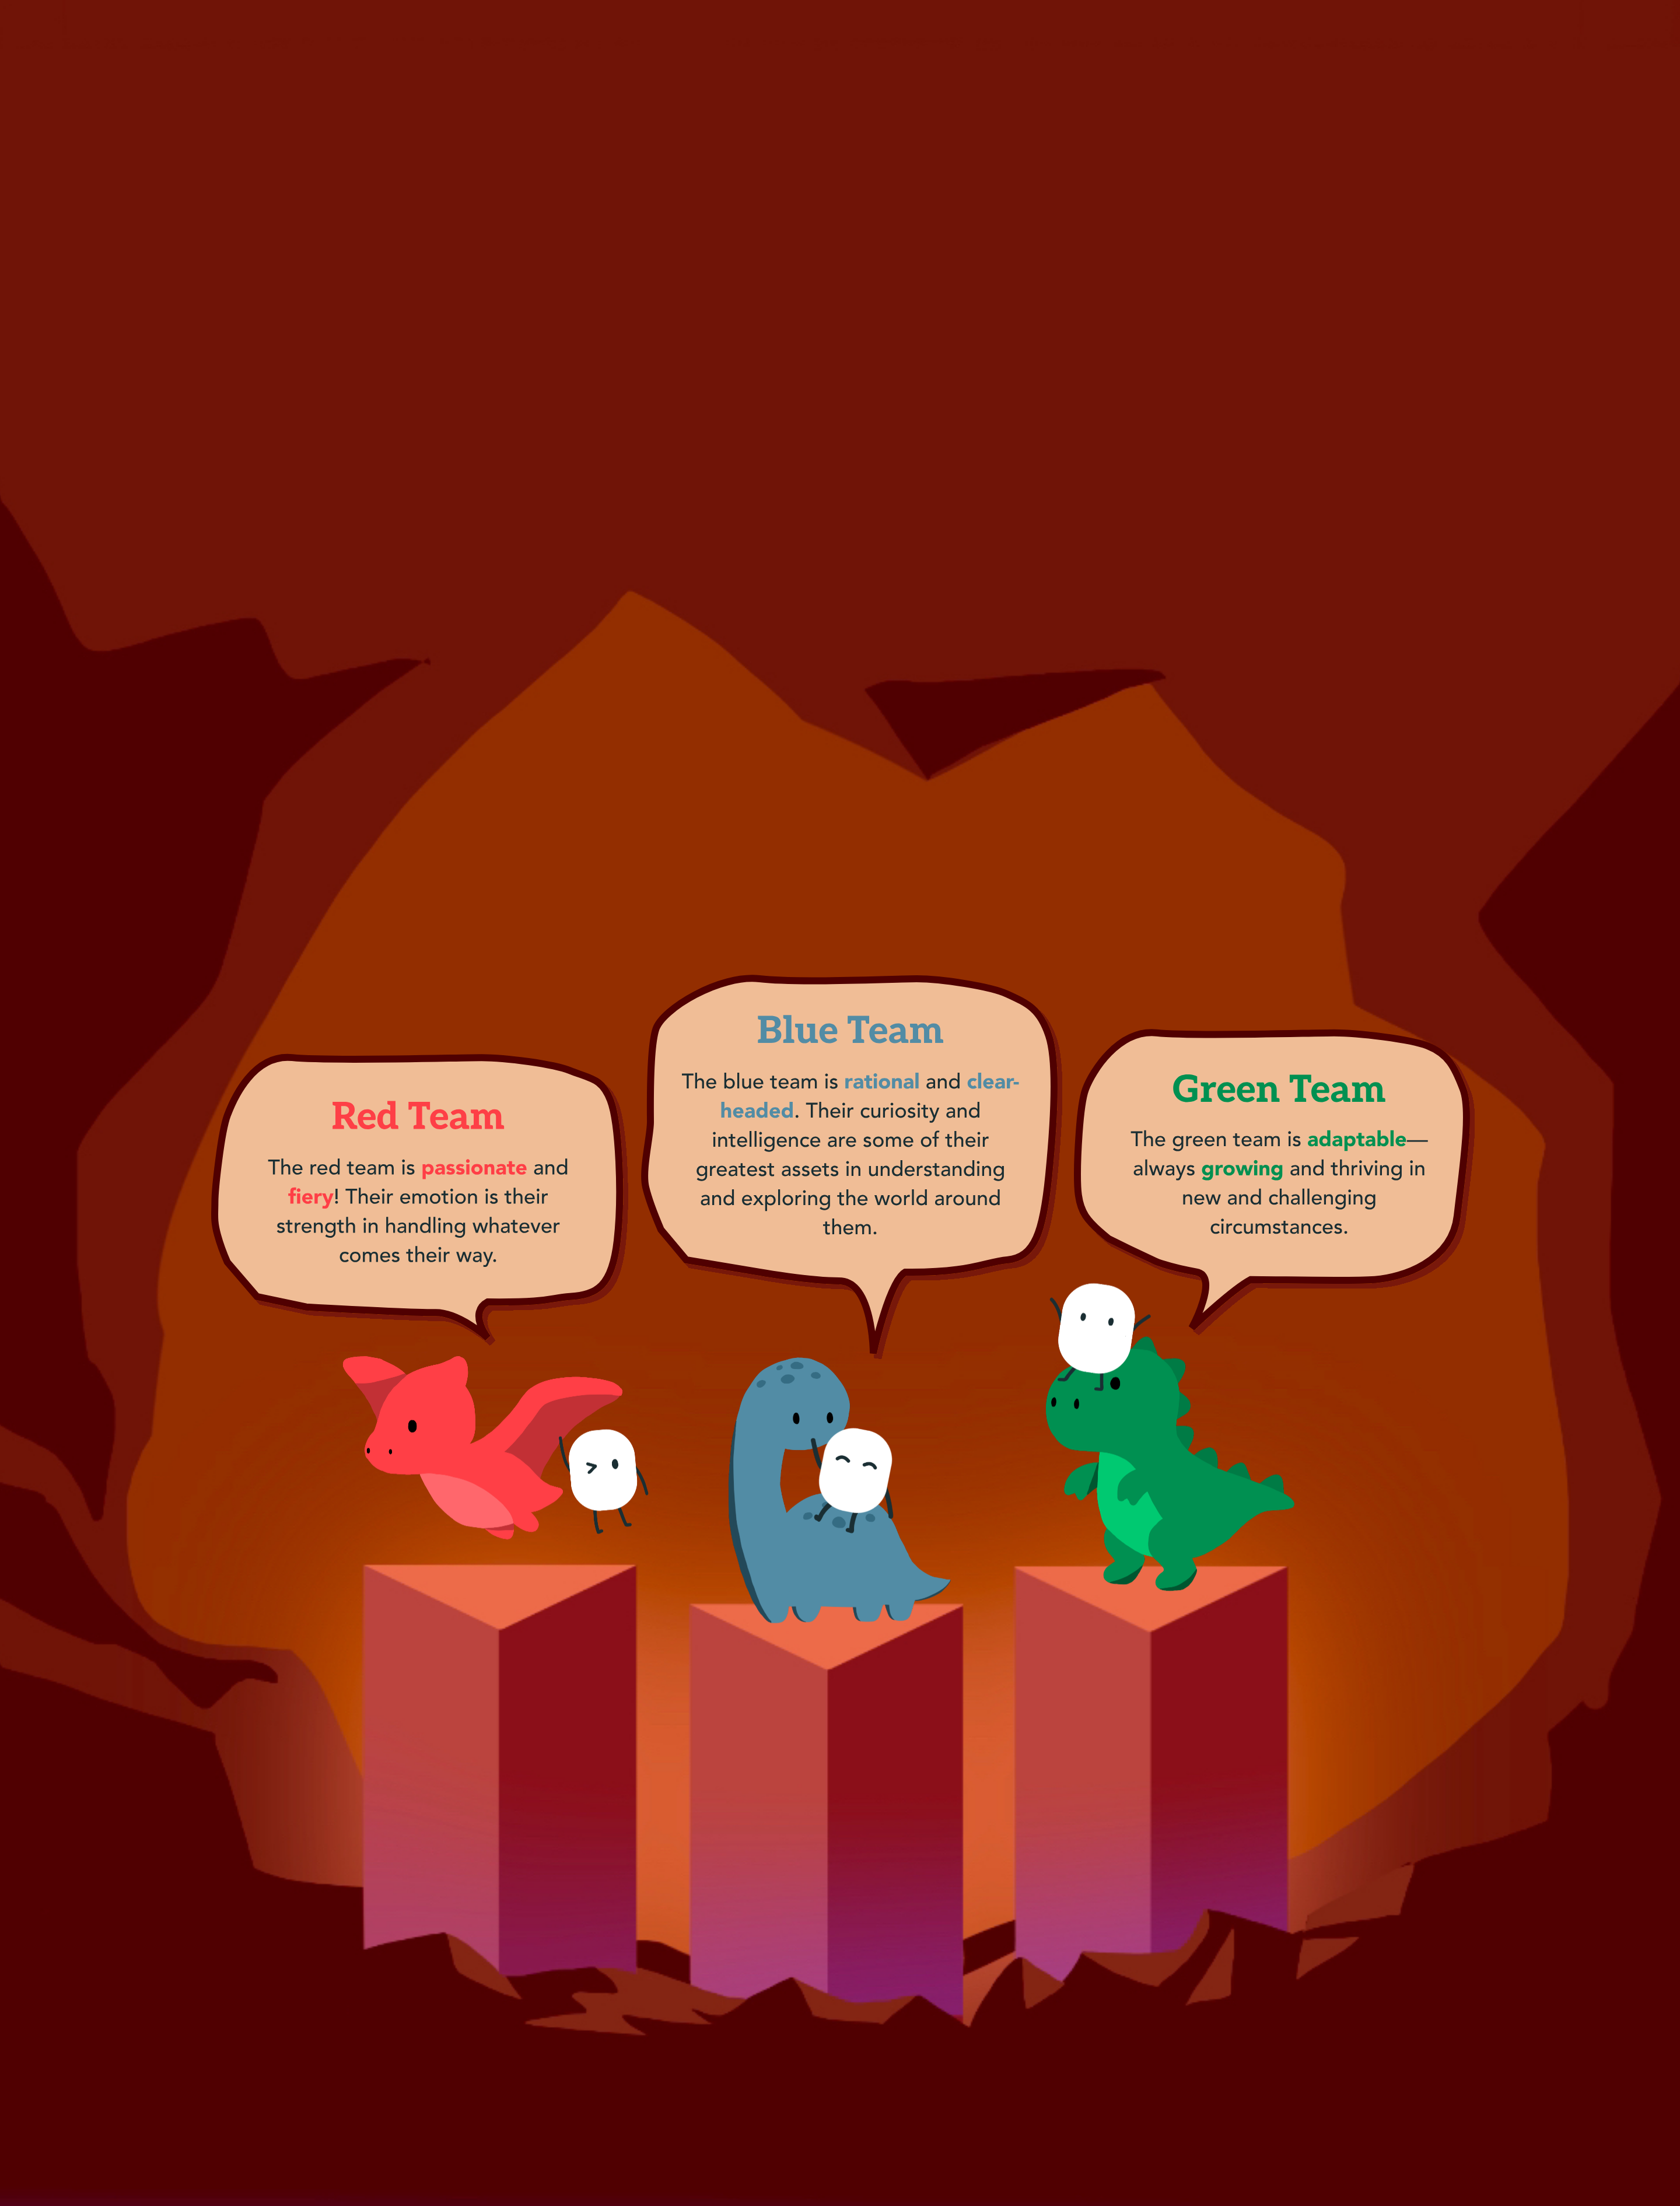 Red Team
The red team is passionate and
fiery! Their emotion is their
strength in handling whatever
comes their way.
Blue Team
The blue team is rational and clear-
headed. Their curiosity and
intelligence are some of their
greatest assets in understanding
and exploring the world around
them.
Green Team
The green team is adaptable—
always growing and thriving in
new and challenging
circumstances.